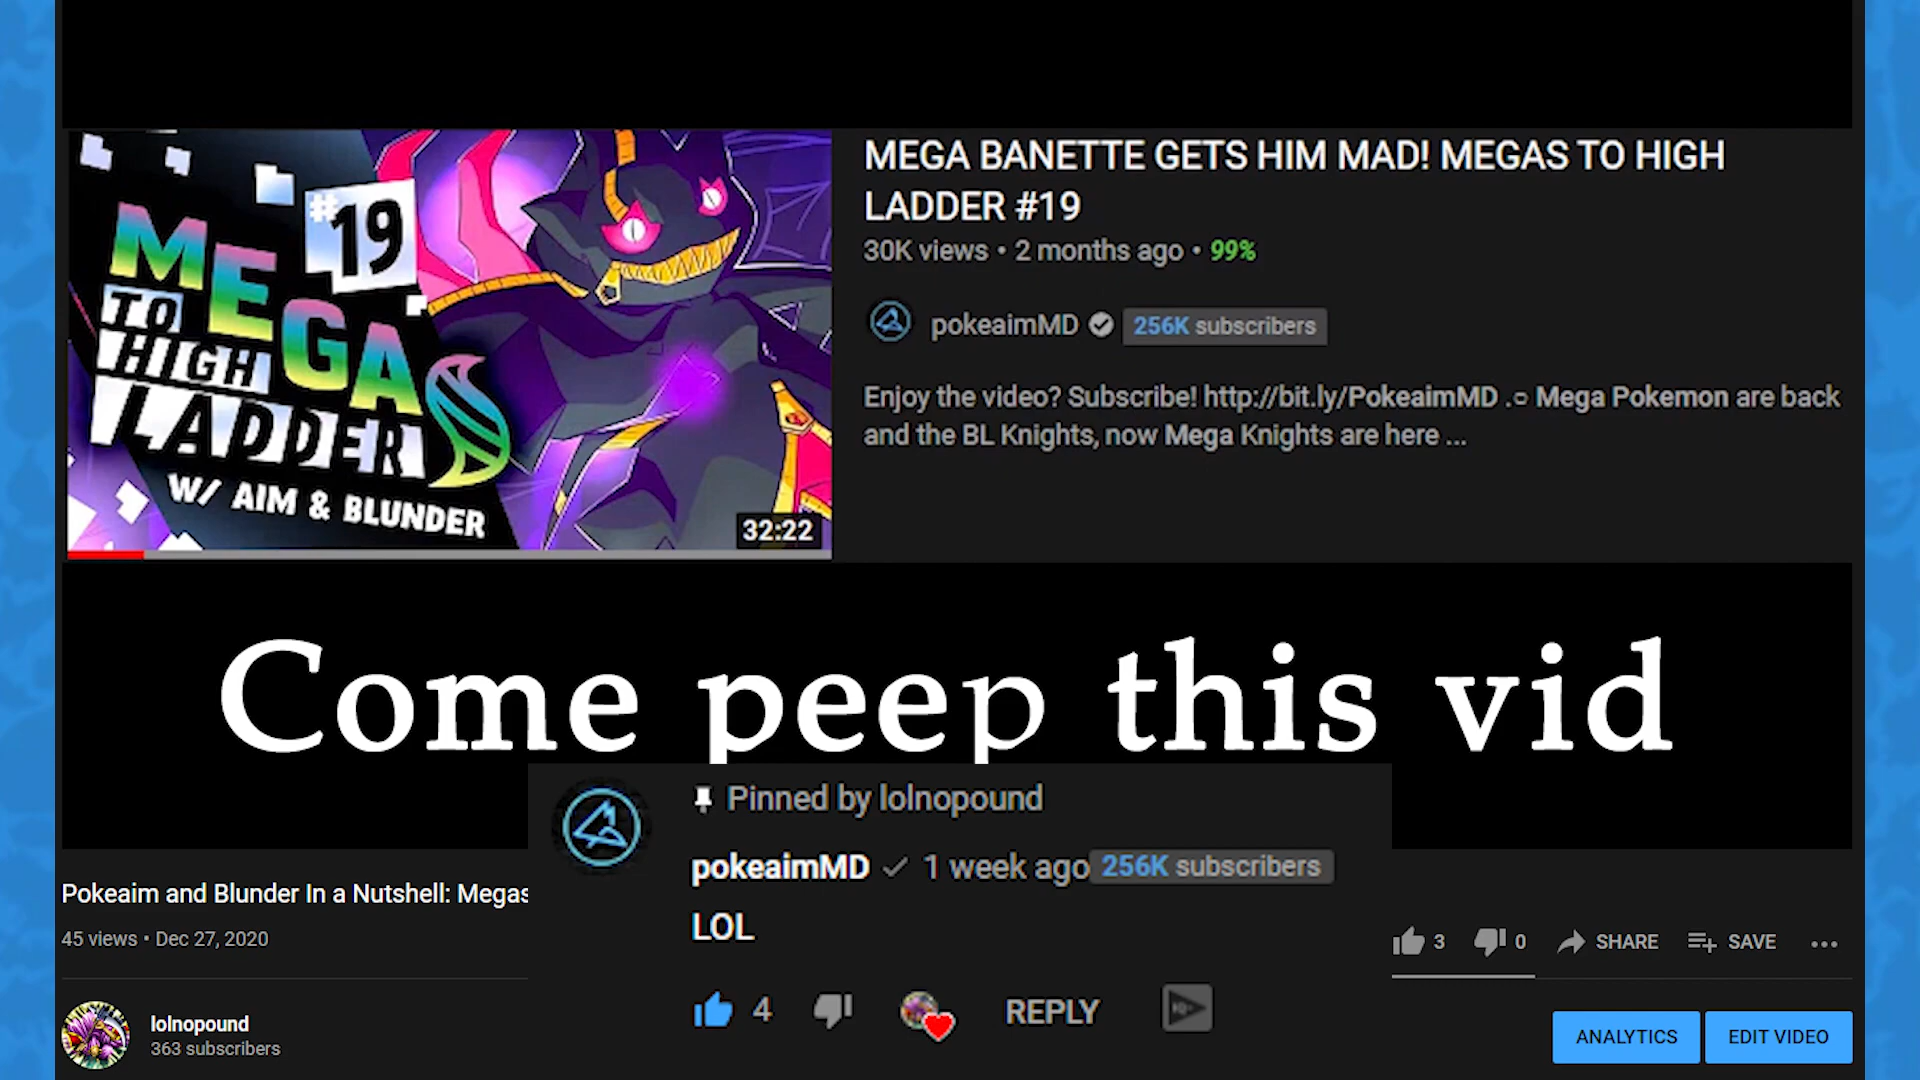 #19
MEGA
TO
HIGH
LADDER
W/ AIM & BLUNDER
32:22
MEGA BANETTE GETS HIM MAD! MEGAS TO HIGH
LADDER #19
30K views • 2 months ago • 99%
pokeaimMD 256K subscribers
Enjoy the video? Subscribe! http://bit.ly/PokeaimMD .○ Mega Pokemon are back
and the BL Knights, now Mega Knights are here ...
Come peep this vid
Pinned by lolnopound
pokeaimMD 1 week ago 256K subscribers
LOL
4 REPLY
Pokeaim and Blunder In a Nutshell: Megas
45 views • Dec 27, 2020
3 0 SHARE SAVE ...
lolnopound
363 subscribers
ANALYTICS EDIT VIDEO